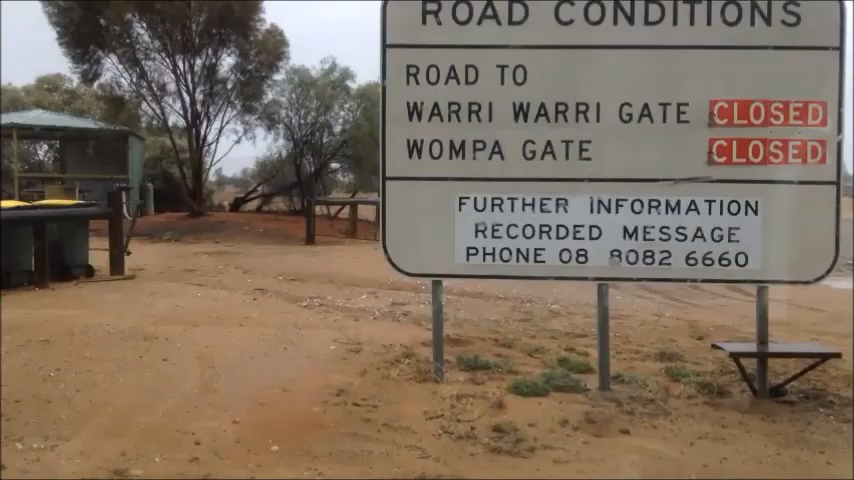 ROAD CONDITIONS
ROAD TO
WARRI WARRI GATE CLOSED
WOMPA GATE CLOSED
FURTHER INFORMATION
RECORDED MESSAGE
PHONE 08 8082 6660